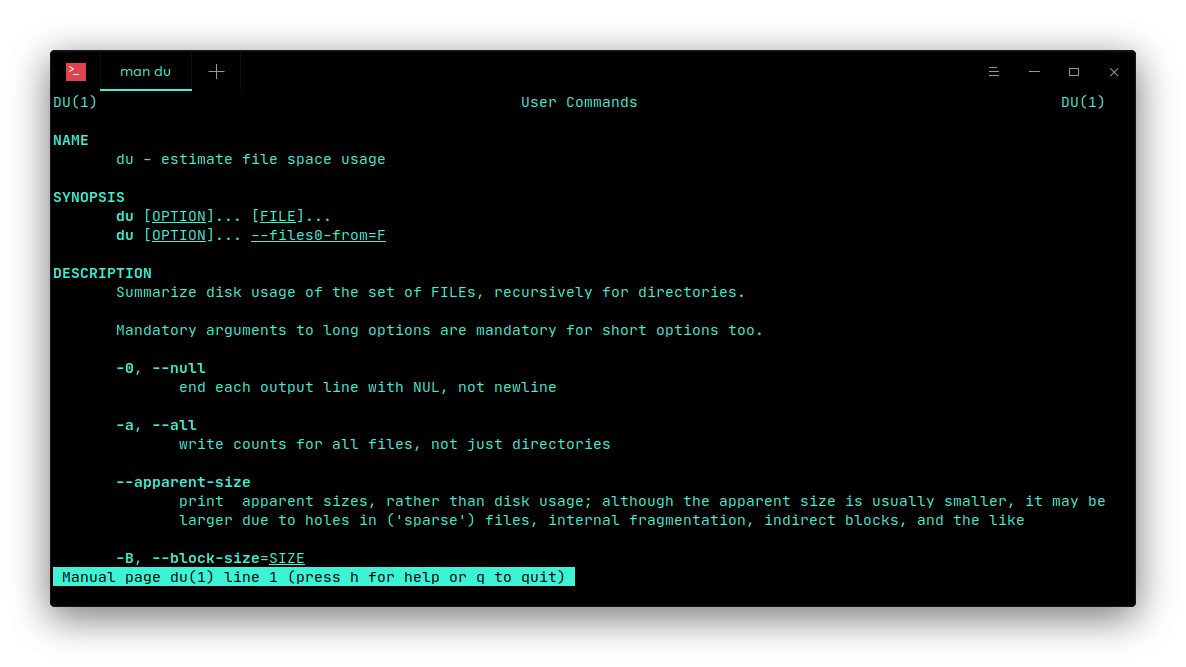 >_ man du +
DU(1) User Commands DU(1)
NAME
du - estimate file space usage
SYNOPSIS
du [OPTION]... [FILE]...
du [OPTION]... --files0-from=F
DESCRIPTION
Summarize disk usage of the set of FILEs, recursively for directories.
Mandatory arguments to long options are mandatory for short options too.
-0, --null
end each output line with NUL, not newline
-a, --all
write counts for all files, not just directories
--apparent-size
print  apparent sizes, rather than disk usage; although the apparent size is usually smaller, it may be
larger due to holes in ('sparse') files, internal fragmentation, indirect blocks, and the like
-B, --block-size=SIZE
Manual page du(1) line 1 (press h for help or q to quit)